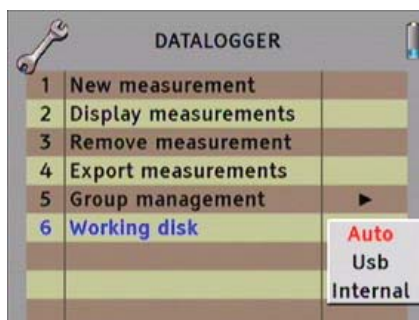 DATALOGGER
1 New measurement
2 Display measurements
3 Remove measurement
4 Export measurements
5 Group management ►
6 Working disk
Auto
Usb
Internal